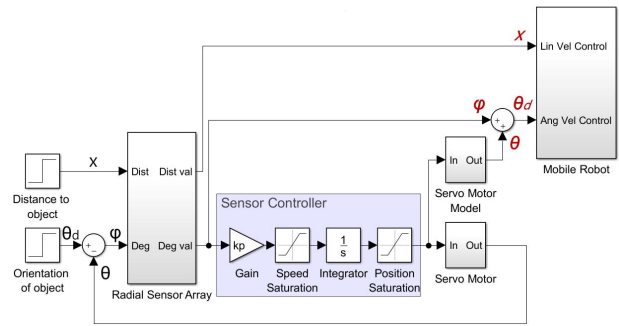 x
Lin Vel Control
φ
θd
+
+
Ang Vel Control
θ
Mobile Robot
x
Dist
Dist val
In
Out
Servo Motor
Model
Distance to
object
Sensor Controller
θd
φ
+
−
Deg
Deg val
kp
1
s
In
Out
θ
Gain
Speed
Saturation
Integrator
Position
Saturation
Servo Motor
Orientation
of object
Radial Sensor Array